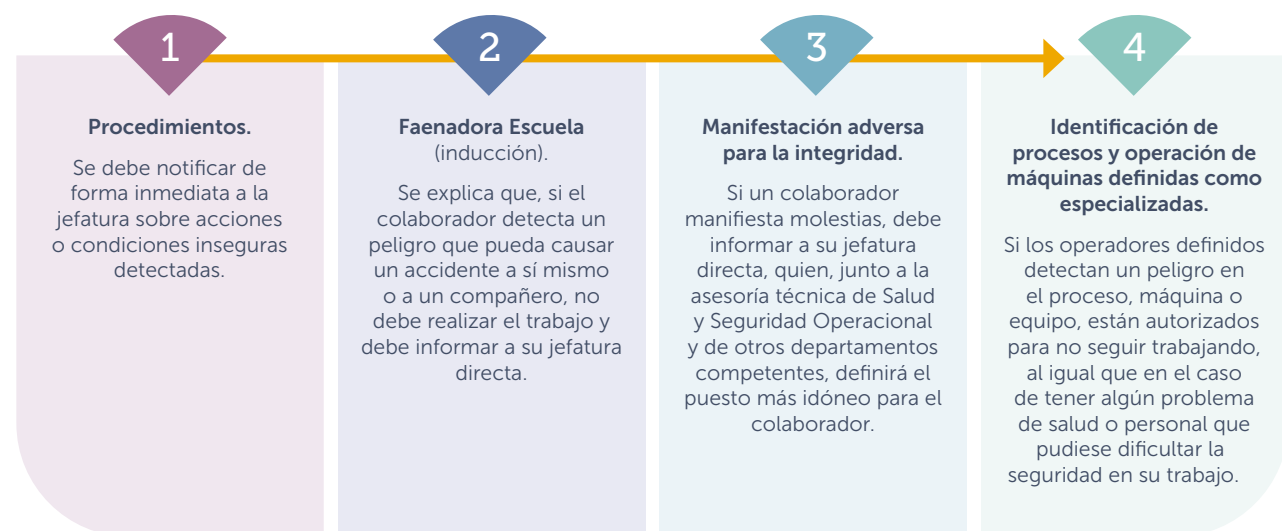 1
Procedimientos.
Se debe notificar de
forma inmediata a la
jefatura sobre acciones
o condiciones inseguras
detectadas.
2
Faenadora Escuela
(inducción).
Se explica que, si el
colaborador detecta un
peligro que pueda causar
un accidente a sí mismo
o a un compañero, no
debe realizar el trabajo y
debe informar a su jefatura
directa.
3
Manifestación adversa
para la integridad.
Si un colaborador
manifiesta molestias, debe
informar a su jefatura
directa, quien, junto a la
asesoría técnica de Salud
y Seguridad Operacional
y de otros departamentos
competentes, definirá el
puesto más idóneo para el
colaborador.
4
Identificación de
procesos y operación de
máquinas definidas como
especializadas.
Si los operadores definidos
detectan un peligro en
el proceso, máquina o
equipo, están autorizados
para no seguir trabajando,
al igual que en el caso
de tener algún problema
de salud o personal que
pudiese dificultar la
seguridad en su trabajo.